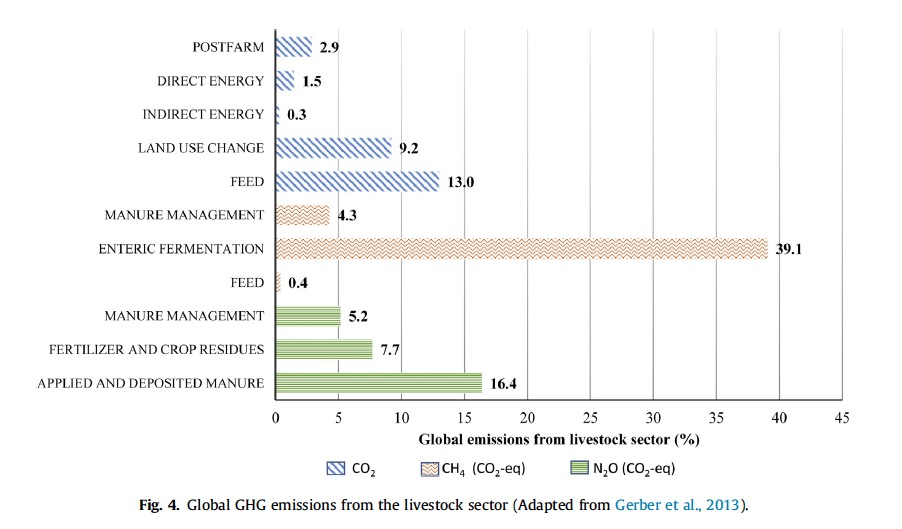 POSTFARM 2.9
DIRECT ENERGY 1.5
INDIRECT ENERGY 0.3
LAND USE CHANGE 9.2
FEED 13.0
MANURE MANAGEMENT 4.3
ENTERIC FERMENTATION 39.1
FEED 0.4
MANURE MANAGEMENT 5.2
FERTILIZER AND CROP RESIDUES 7.7
APPLIED AND DEPOSITED MANURE 16.4
0 5 10 15 20 25 30 35 40 45
Global emissions from livestock sector (%)
CO₂ CH₄ (CO₂-eq) N₂O (CO₂-eq)
Fig. 4. Global GHG emissions from the livestock sector (Adapted from Gerber et al., 2013).